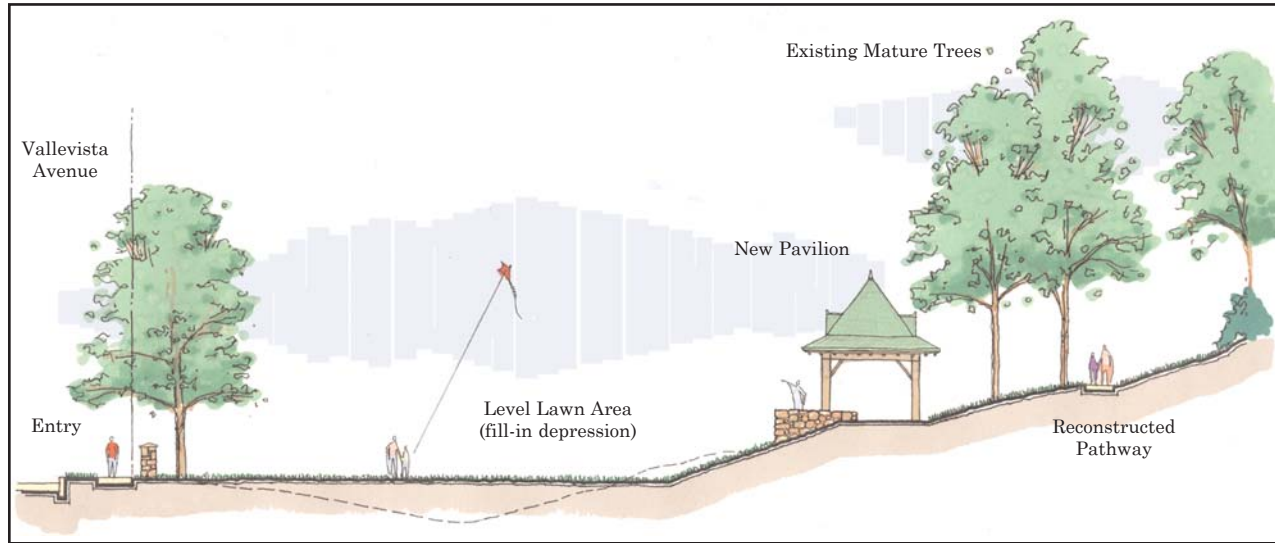 Existing Mature Trees
Vallevista
Avenue
New Pavilion
Level Lawn Area
(fill-in depression)
Entry
Reconstructed
Pathway